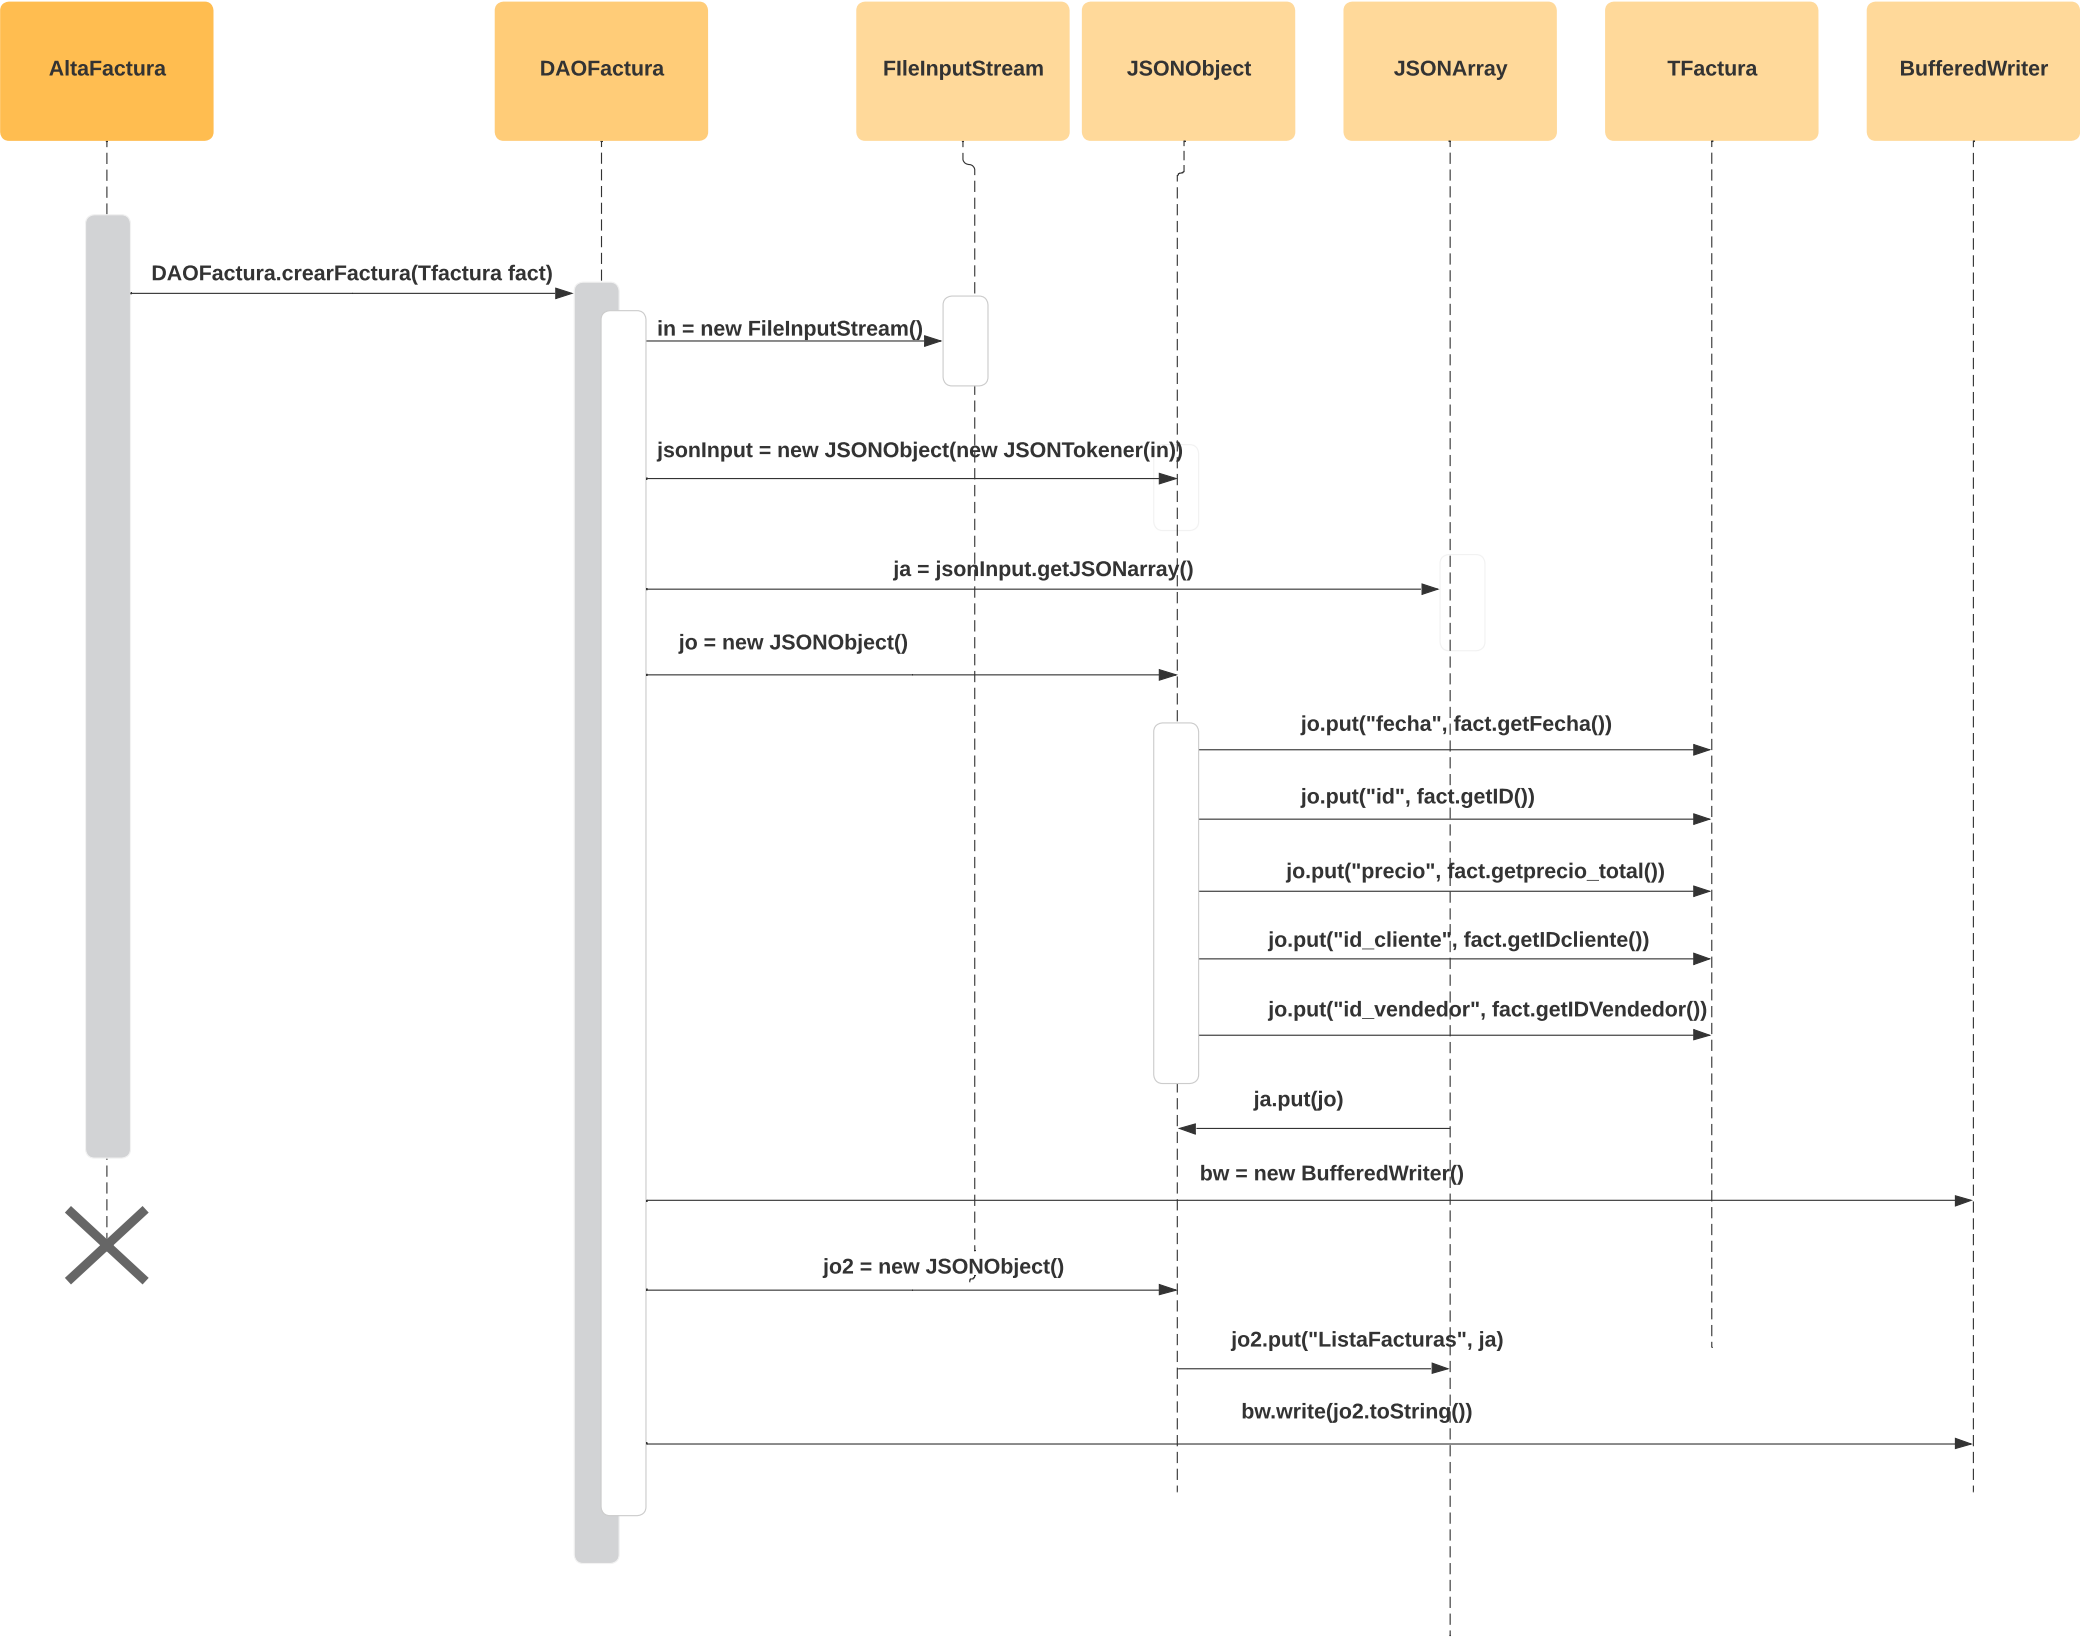 AltaFactura
DAOFactura
FIleInputStream
JSONObject
JSONArray
TFactura
BufferedWriter
DAOFactura.crearFactura(Tfactura fact)
in = new FileInputStream()
jsonInput = new JSONObject(new JSONTokener(in))
ja = jsonInput.getJSONarray()
jo = new JSONObject()
jo.put("fecha", fact.getFecha())
jo.put("id", fact.getID())
jo.put("precio", fact.getprecio_total())
jo.put("id_cliente", fact.getIDcliente())
jo.put("id_vendedor", fact.getIDVendedor())
ja.put(jo)
bw = new BufferedWriter()
jo2 = new JSONObject()
jo2.put("ListaFacturas", ja)
bw.write(jo2.toString())